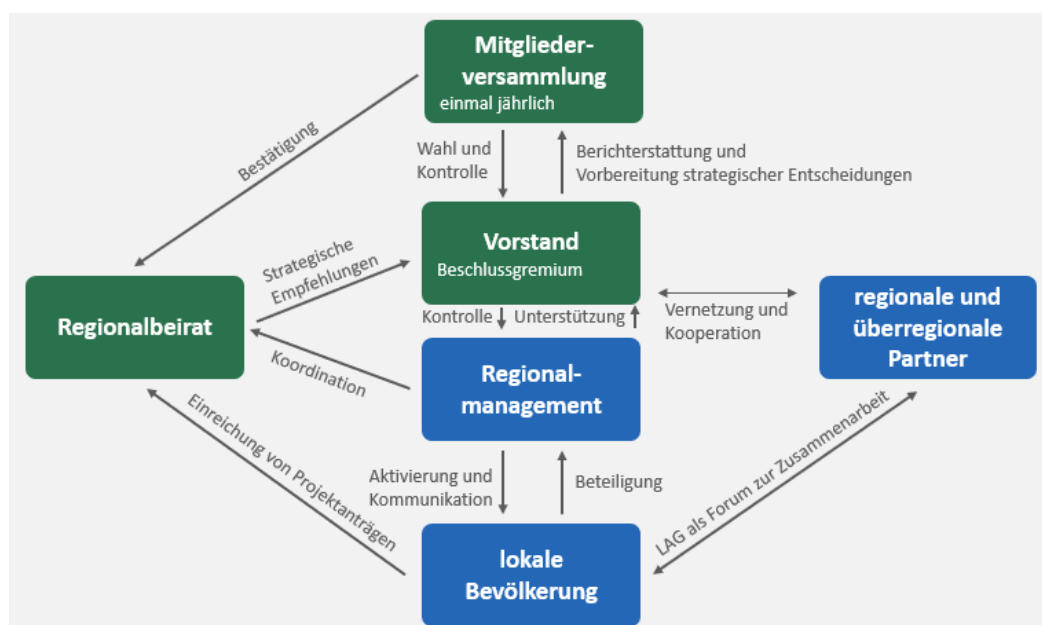 Mitglieder-
versammlung
einmal jährlich
Bestätigung
Wahl und
Kontrolle
Berichterstattung und
Vorbereitung strategischer Entscheidungen
Vorstand
Beschlussgremium
Strategische
Empfehlungen
Regionalbeirat
Kontrolle
Unterstützung
Vernetzung und
Kooperation
regionale und
überregionale
Partner
Koordination
Regional-
management
Einreichung von Projektanträgen
Aktivierung und
Kommunikation
Beteiligung
LAG als Forum zur Zusammenarbeit
lokale
Bevölkerung